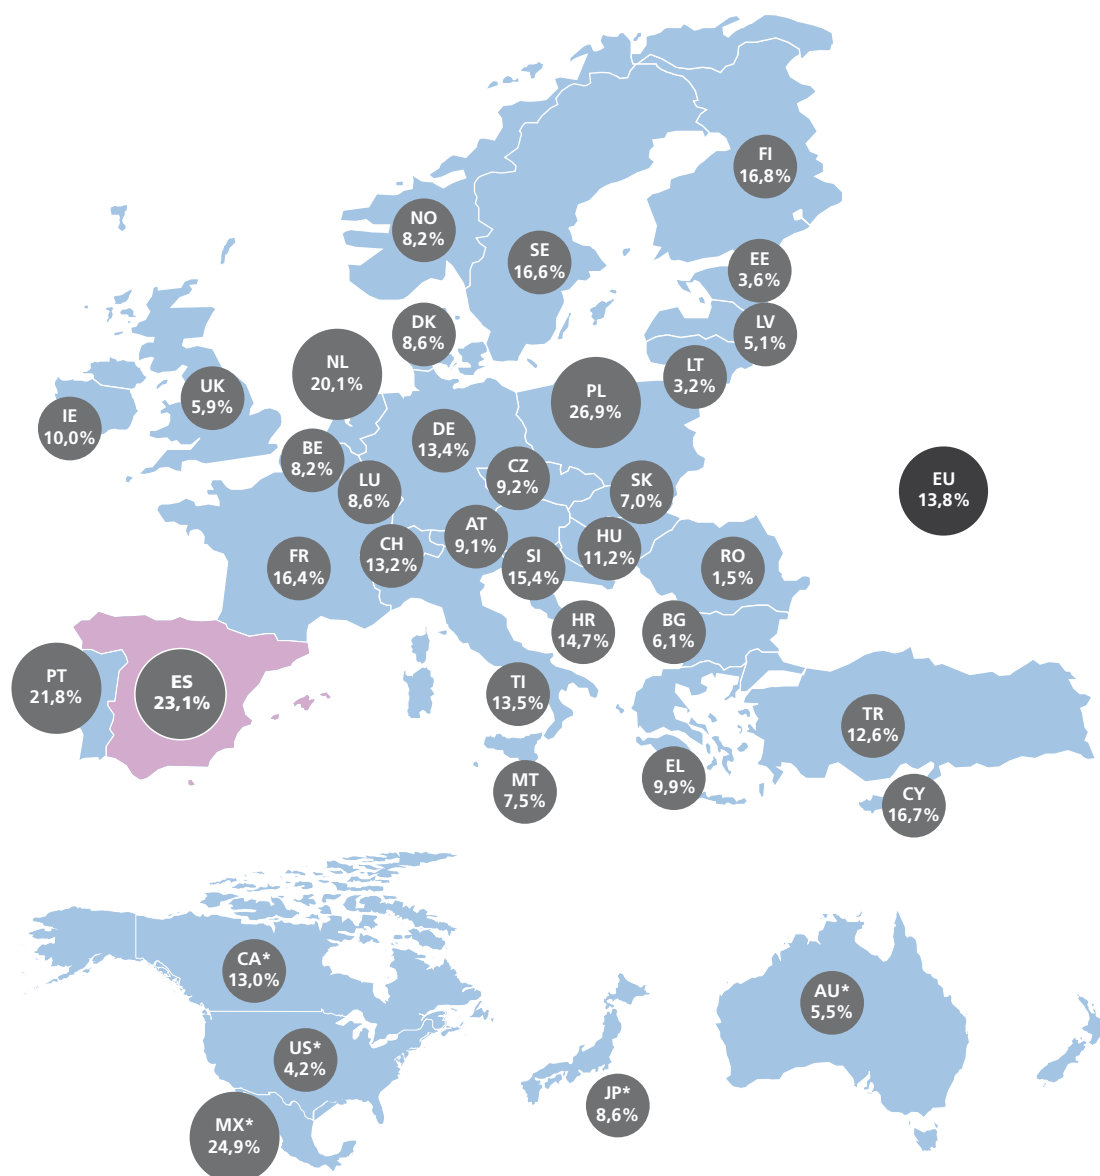 FI
16,8%
NO
8,2%
SE
16,6%
EE
3,6%
DK
8,6%
LV
5,1%
NL
20,1%
LT
3,2%
UK
5,9%
PL
26,9%
IE
10,0%
DE
13,4%
BE
8,2%
CZ
9,2%
LU
8,6%
SK
7,0%
EU
13,8%
AT
9,1%
HU
11,2%
CH
13,2%
FR
16,4%
SI
15,4%
RO
1,5%
HR
14,7%
BG
6,1%
PT
21,8%
ES
23,1%
TI
13,5%
TR
12,6%
MT
7,5%
EL
9,9%
CY
16,7%
CA*
13,0%
AU*
5,5%
US*
4,2%
JP*
8,6%
MX*
24,9%